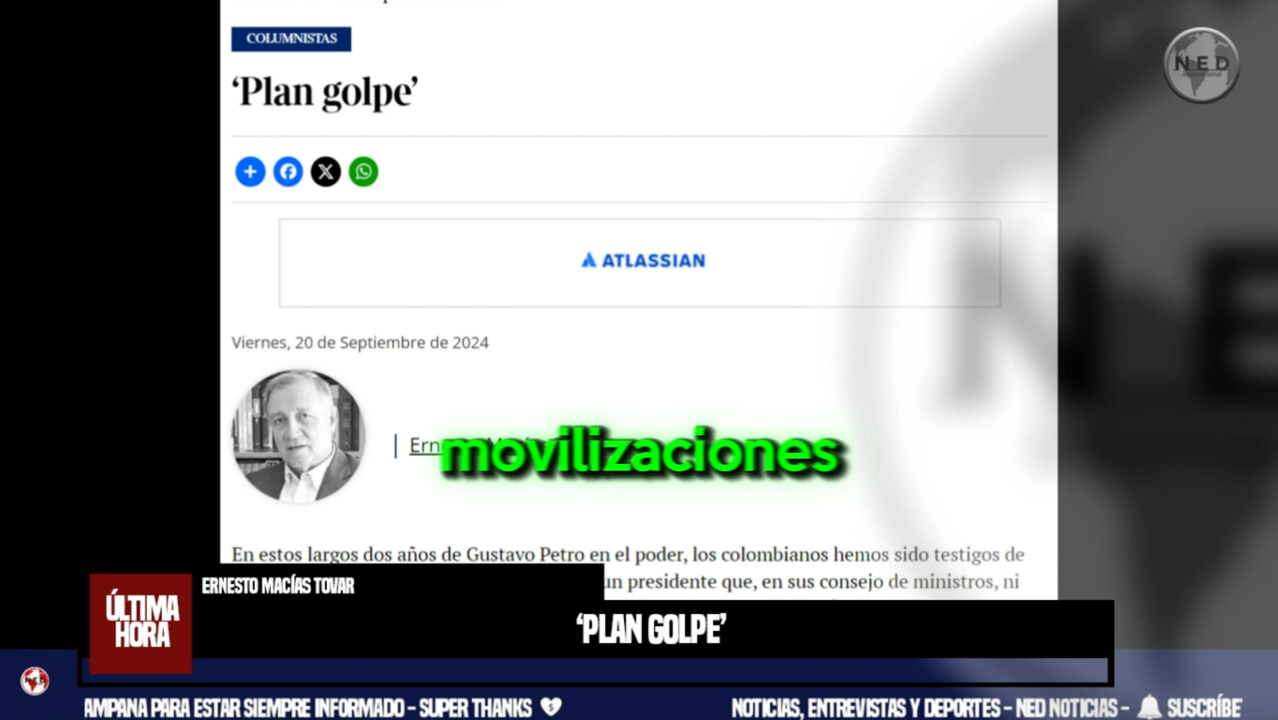 COLUMNISTAS
NED
international
‘Plan golpe’
ATLASSIAN
Viernes, 20 de Septiembre de 2024
movilizaciones
En estos largos dos años de Gustavo Petro en el poder, los colombianos hemos sido testigos de
un presidente que, en sus consejo de ministros, ni
ERNESTO MACÍAS TOVAR
ÚLTIMA
HORA
‘PLAN GOLPE’
AMPANA PARA ESTAR SIEMPRE INFORMADO - SUPER THANKS
NOTICIAS, ENTREVISTAS Y DEPORTES - NED NOTICIAS - SUSCRÍBE